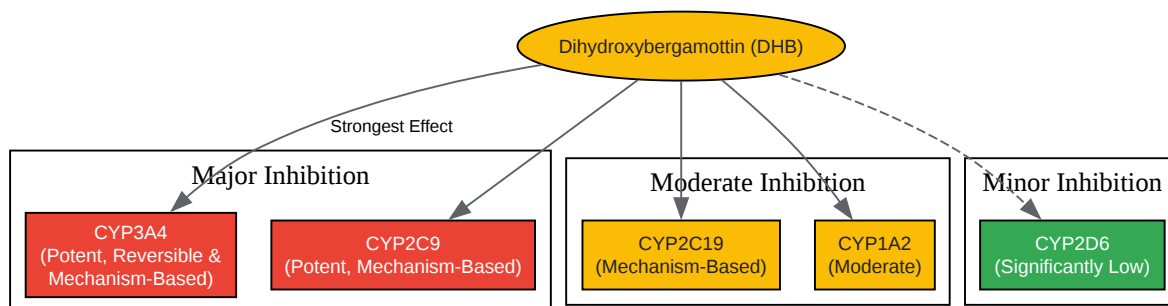 Dihydroxybergamottin (DHB)
Strongest Effect
Major Inhibition
Moderate Inhibition
Minor Inhibition
CYP3A4
(Potent, Reversible &
Mechanism-Based)
CYP2C9
(Potent, Mechanism-Based)
CYP2C19
(Mechanism-Based)
CYP1A2
(Moderate)
CYP2D6
(Significantly Low)